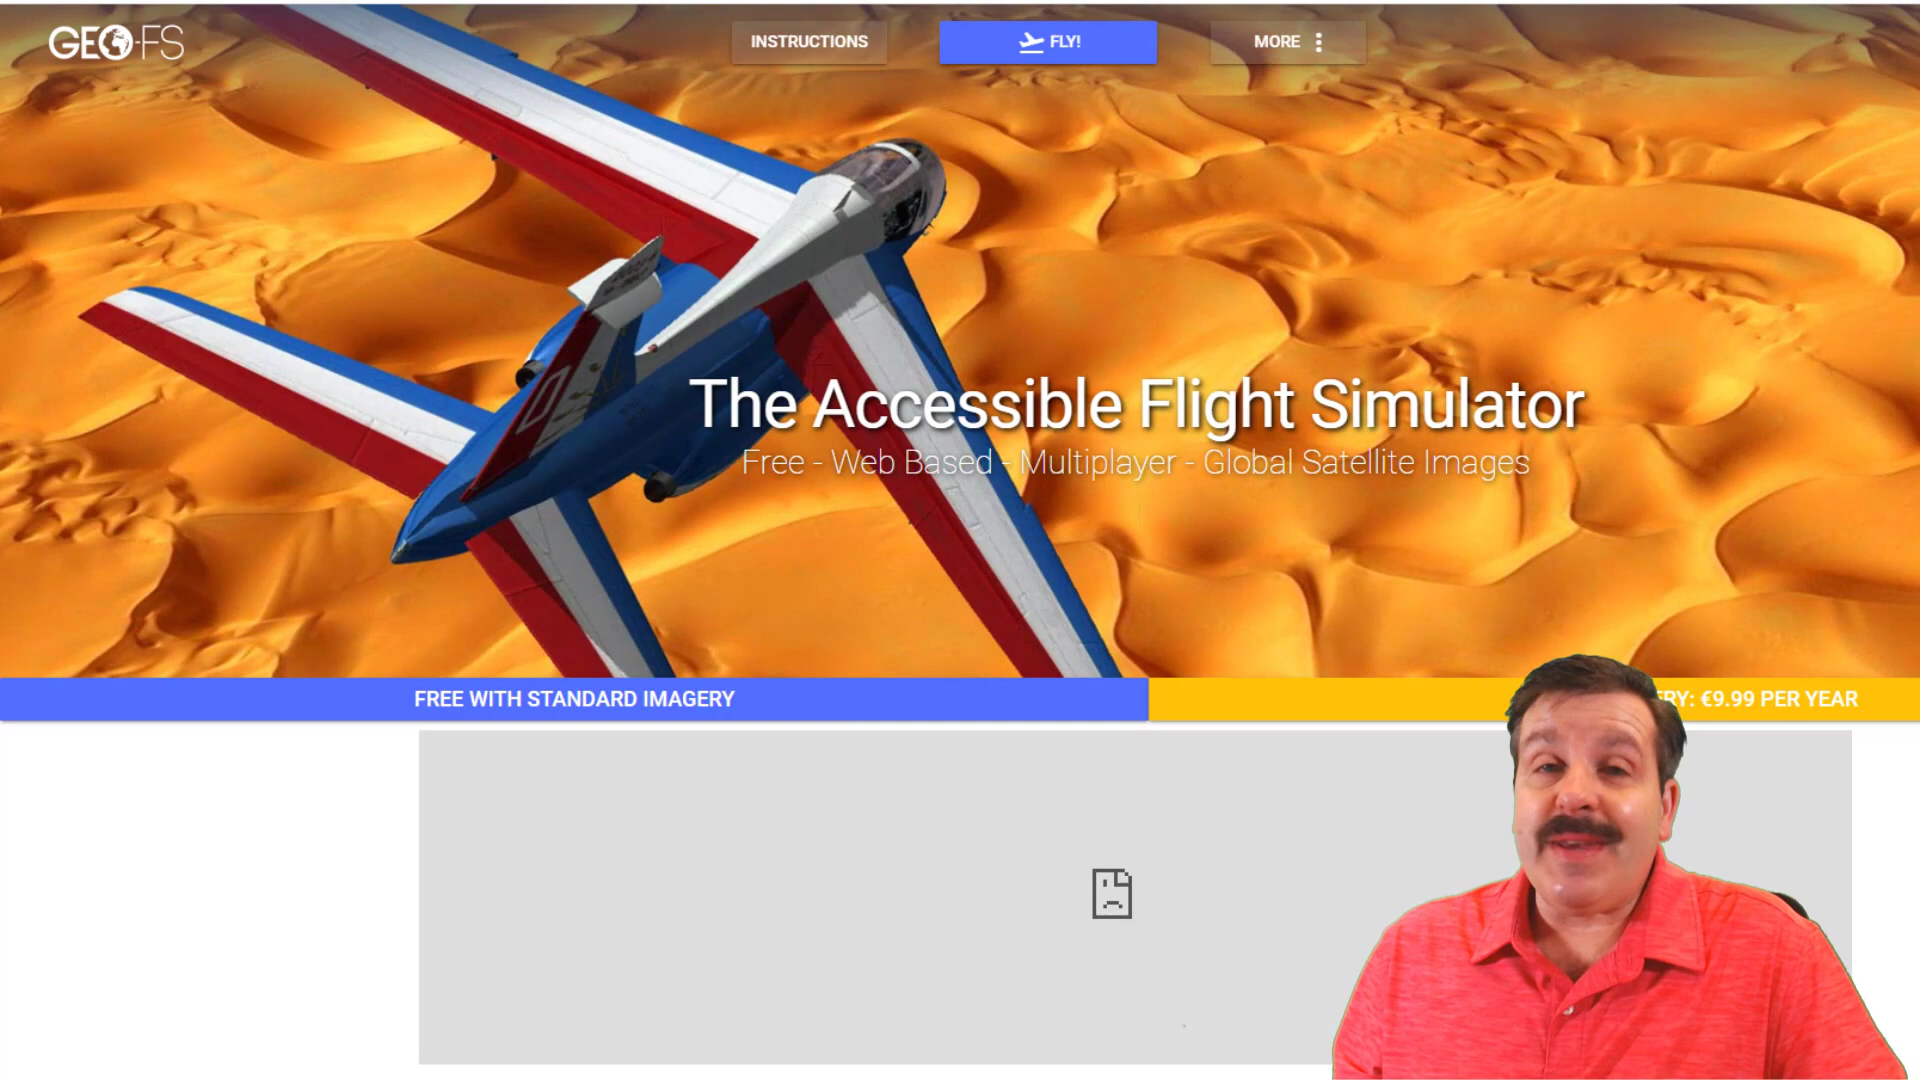 GEO-FS
INSTRUCTIONS
FLY!
MORE
The Accessible Flight Simulator
Free - Web Based - Multiplayer - Global Satellite Images
FREE WITH STANDARD IMAGERY
RY: €9.99 PER YEAR